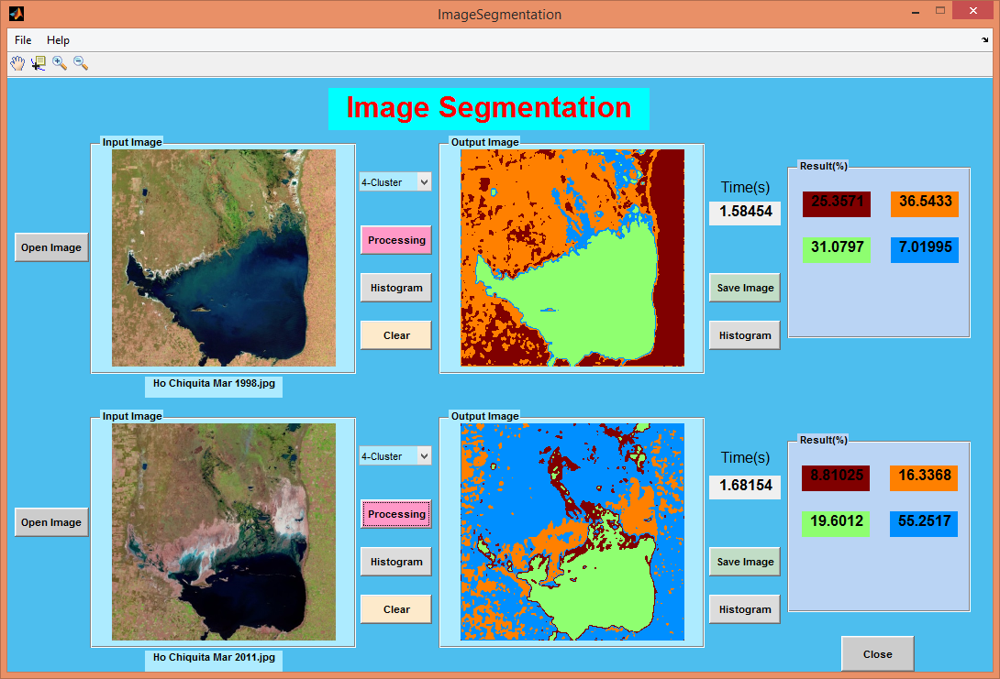 ImageSegmentation
File Help
Image Segmentation
Input Image
Output Image
Result(%)
4-Cluster
Time(s)
25.3571
36.5433
1.58454
Open Image
Processing
31.0797
7.01995
Histogram
Save Image
Clear
Histogram
Ho Chiquita Mar 1998.jpg
Input Image
Output Image
Result(%)
4-Cluster
Time(s)
8.81025
16.3368
1.68154
Open Image
Processing
19.6012
55.2517
Histogram
Save Image
Clear
Histogram
Ho Chiquita Mar 2011.jpg
Close